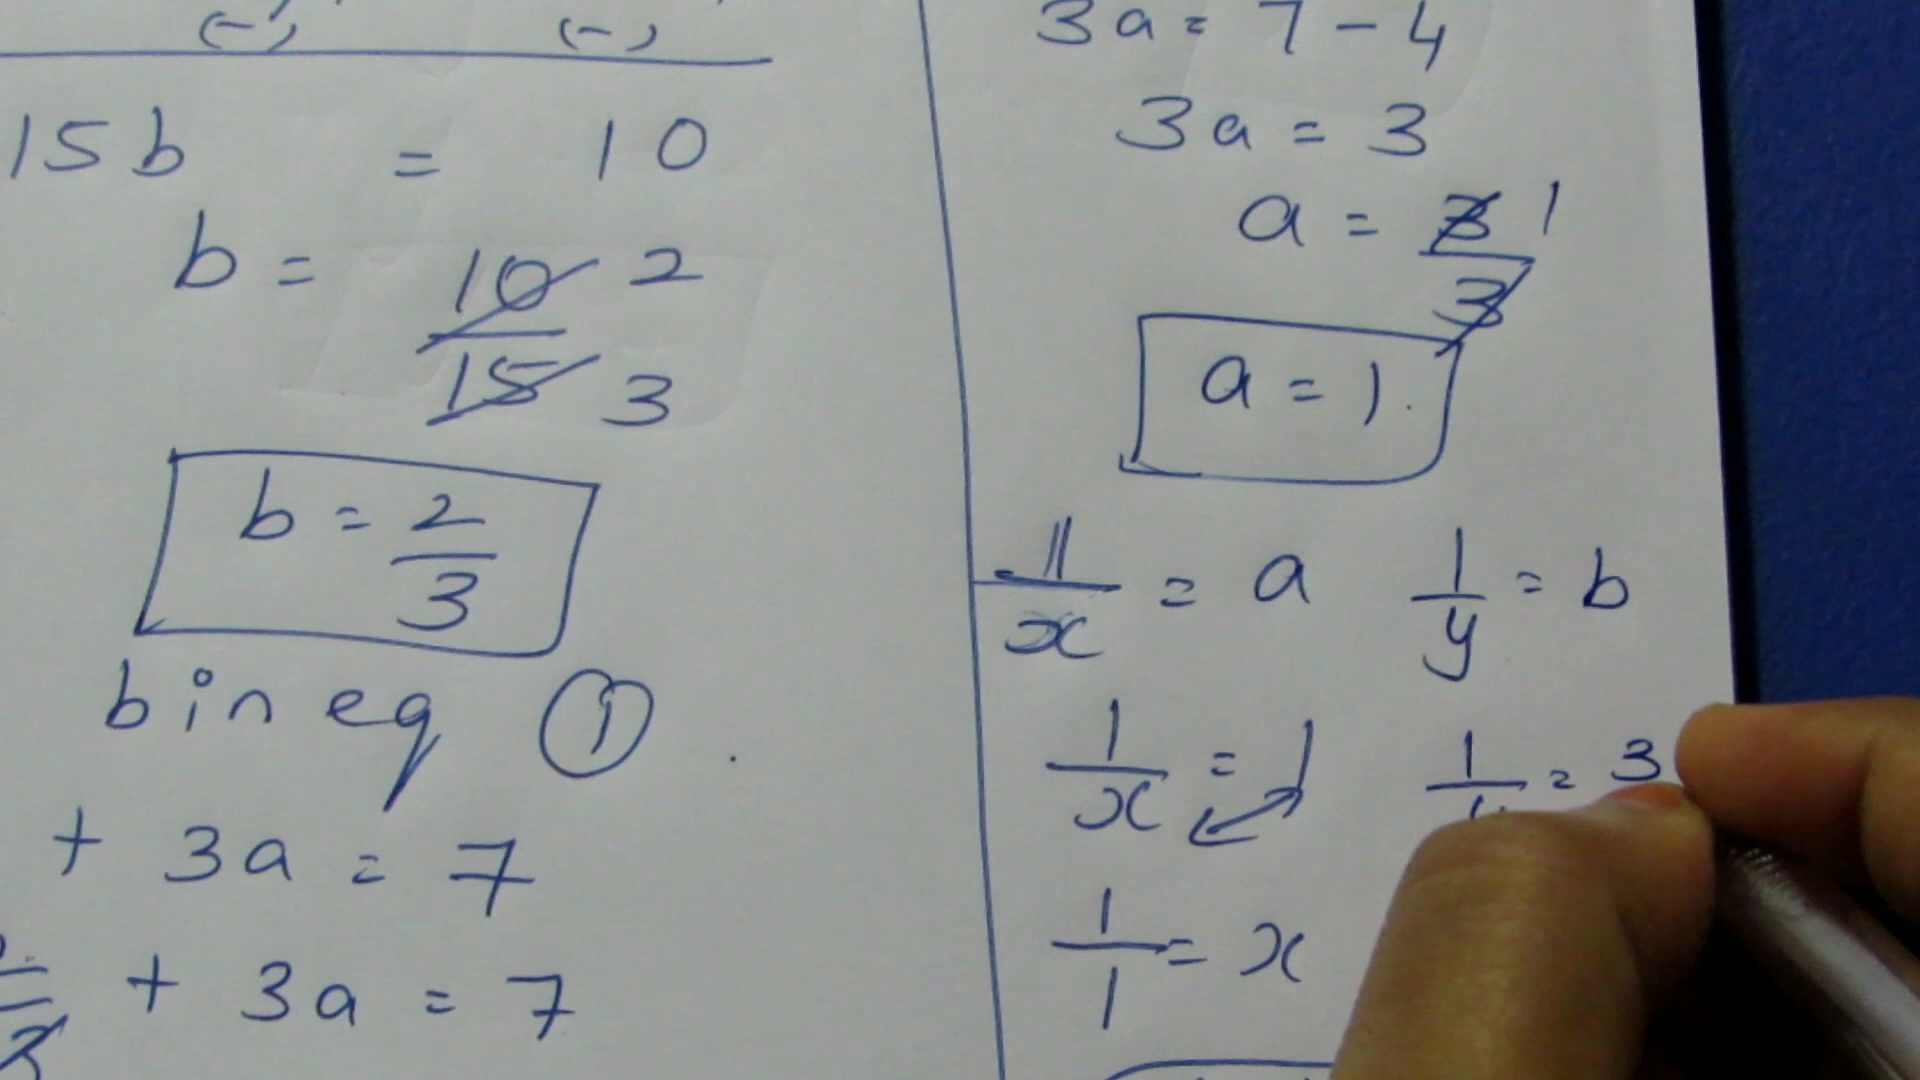 (-) (-)
15b = 10
b = 10 2
15 3
b = 2
3
b in eq 1
+ 3a = 7
+ 3a = 7
3a = 7 - 4
3a = 3
a = 3 1
3
a = 1.
1 = a 1 = b
x y
1 = 1 1 = 3
x
1 = x
1